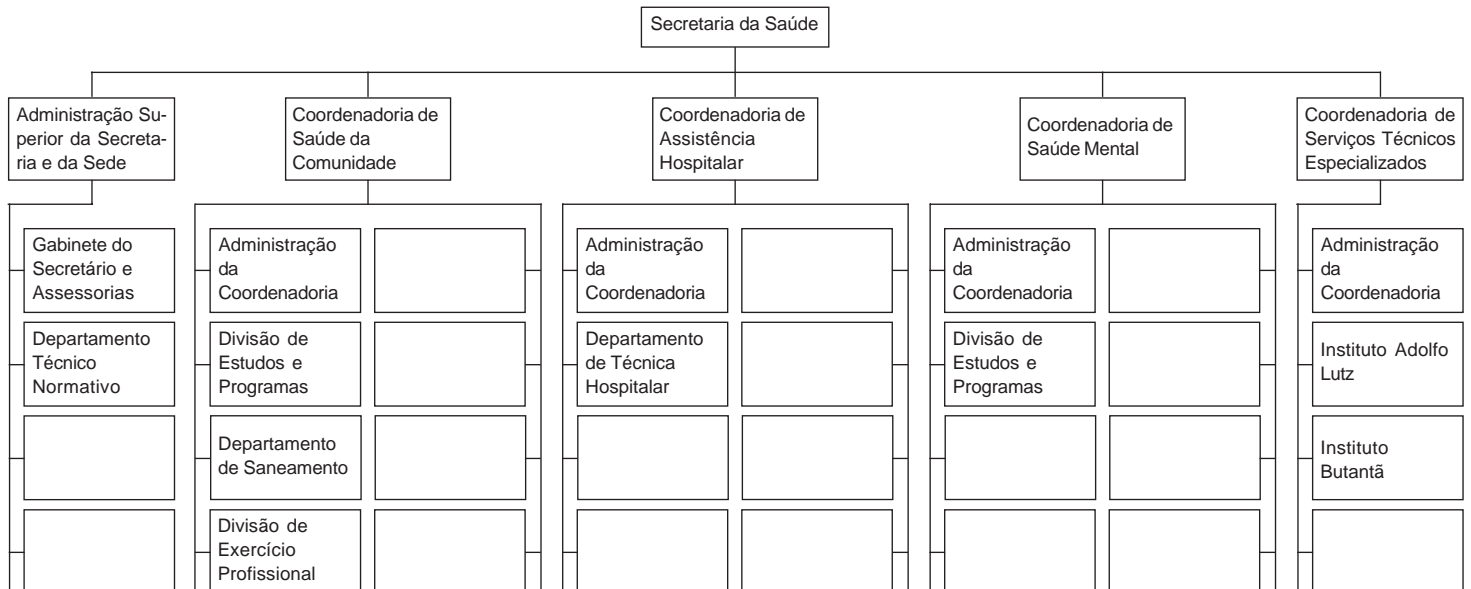 Secretaria da Saúde
Administração Su-
perior da Secreta-
ria e da Sede
Coordenadoria de
Saúde da
Comunidade
Coordenadoria de
Assistência
Hospitalar
Coordenadoria de
Saúde Mental
Coordenadoria de
Serviços Técnicos
Especializados
Gabinete do
Secretário e
Assessorias
Departamento
Técnico
Normativo
Administração
da
Coordenadoria
Divisão de
Estudos e
Programas
Departamento
de Saneamento
Divisão de
Exercício
Profissional
Administração
da
Coordenadoria
Departamento
de Técnica
Hospitalar
Administração
da
Coordenadoria
Divisão de
Estudos e
Programas
Administração
da
Coordenadoria
Instituto Adolfo
Lutz
Instituto
Butantã